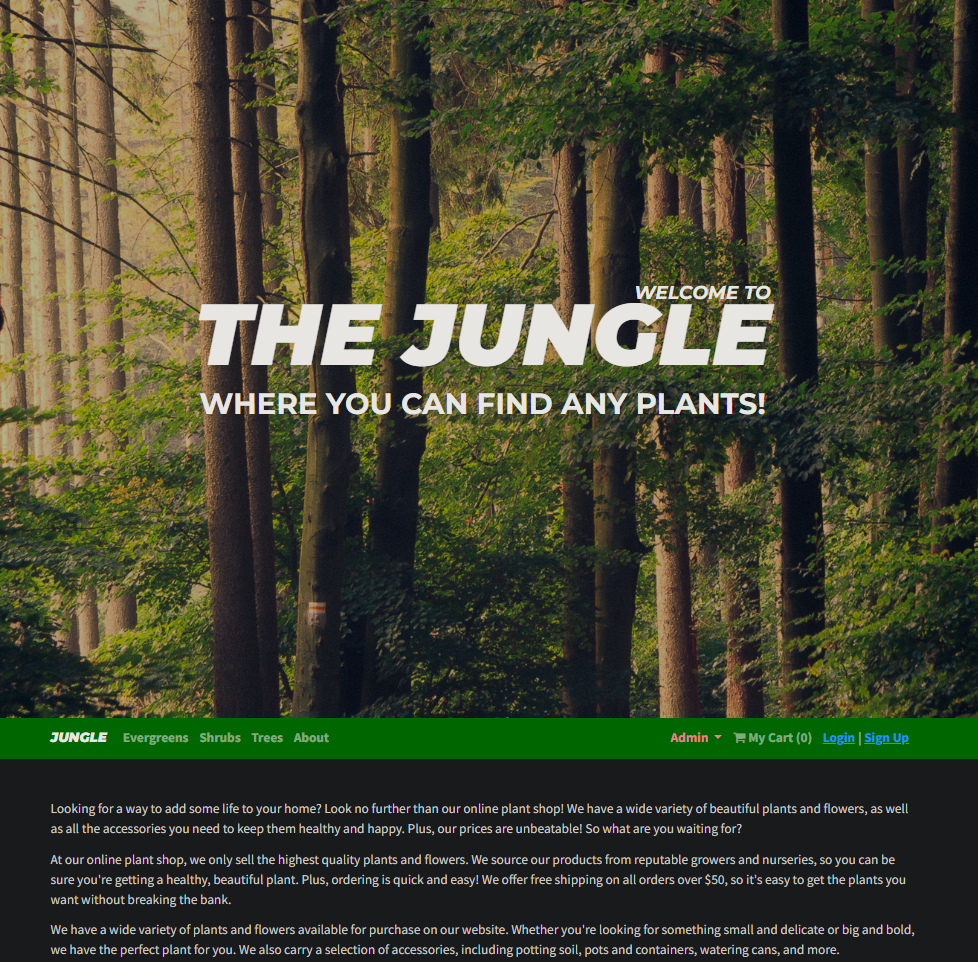 WELCOME TO
THE JUNGLE
WHERE YOU CAN FIND ANY PLANTS!
JUNGLE Evergreens Shrubs Trees About Admin My Cart (0) Login | Sign Up
Looking for a way to add some life to your home? Look no further than our online plant shop! We have a wide variety of beautiful plants and flowers, as well
as all the accessories you need to keep them healthy and happy. Plus, our prices are unbeatable! So what are you waiting for?
At our online plant shop, we only sell the highest quality plants and flowers. We source our products from reputable growers and nurseries, so you can be
sure you're getting a healthy, beautiful plant. Plus, ordering is quick and easy! We offer free shipping on all orders over $50, so it's easy to get the plants you
want without breaking the bank.
We have a wide variety of plants and flowers available for purchase on our website. Whether you're looking for something small and delicate or big and bold,
we have the perfect plant for you. We also carry a selection of accessories, including potting soil, pots and containers, watering cans, and more.